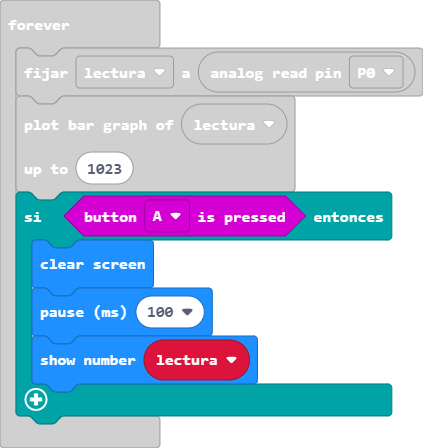 forever
fijar lectura a analog read pin P0
plot bar graph of lectura
up to 1023
si button A is pressed entonces
clear screen
pause (ms) 100
show number lectura